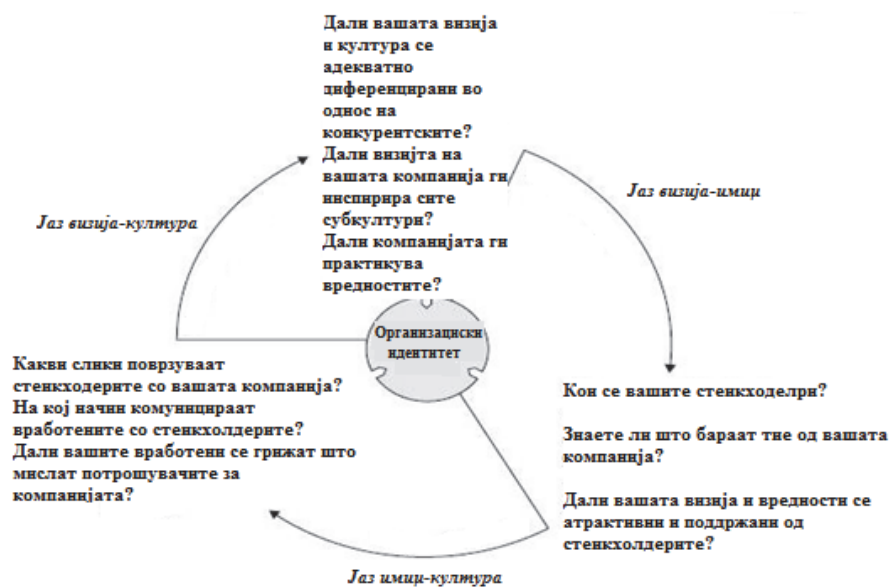 Дали вашата визија
и култура се
адекватно
диференцирани во
однос на
конкурентските?
Дали визијта на
вашата компанија ги
инспирира сите
субкултури?
Дали компанијата ги
практикува
вредностите?
Јаз визија-култура
Јаз визија-имиџ
Организациски
идентитет
Какви слики поврзуваат
стенкходерите со вашата компанија?
На кој начин комуницираат
вработените со стенкхолдерите?
Дали вашите вработени се грижат што
мислат потрошувачите за
компанијата?
Кои се вашите стенкходелри?
Знаете ли што бараат тие од вашата
компанија?
Дали вашата визија и вредности се
атрактивни и поддржани од
стенкхолдерите?
Јаз имиџ-култура